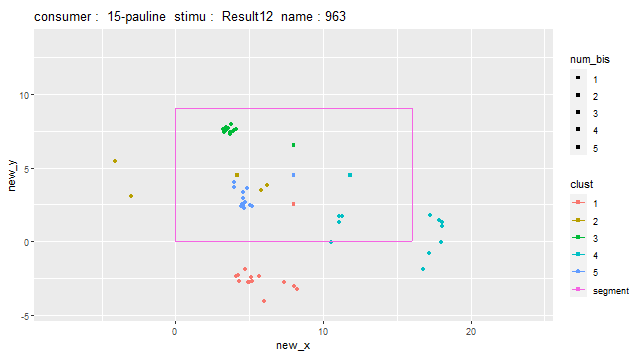 consumer :  15-pauline  stimu :  Result12  name : 963
new_y
10
5
0
-5
0
10
20
new_x
num_bis
1
2
3
4
5
clust
1
2
3
4
5
segment